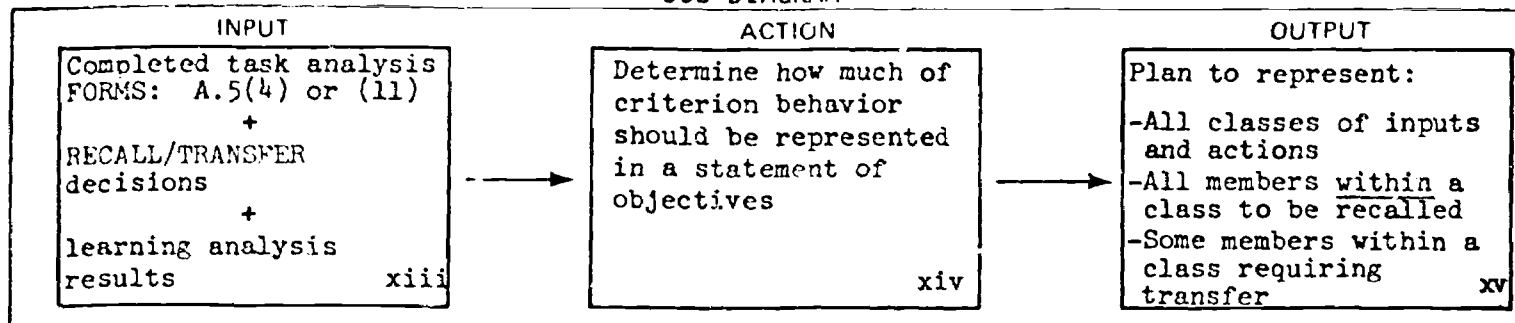 INPUT
Completed task analysis
FORMS: A.5(4) or (11)
+
RECALL/TRANSFER
decisions
+
learning analysis
results xiii
ACTION
Determine how much of
criterion behavior
should be represented
in a statement of
objectives
xiv
OUTPUT
Plan to represent:
-All classes of inputs
and actions
-All members within a
class to be recalled
-Some members within a
class requiring
transfer xv